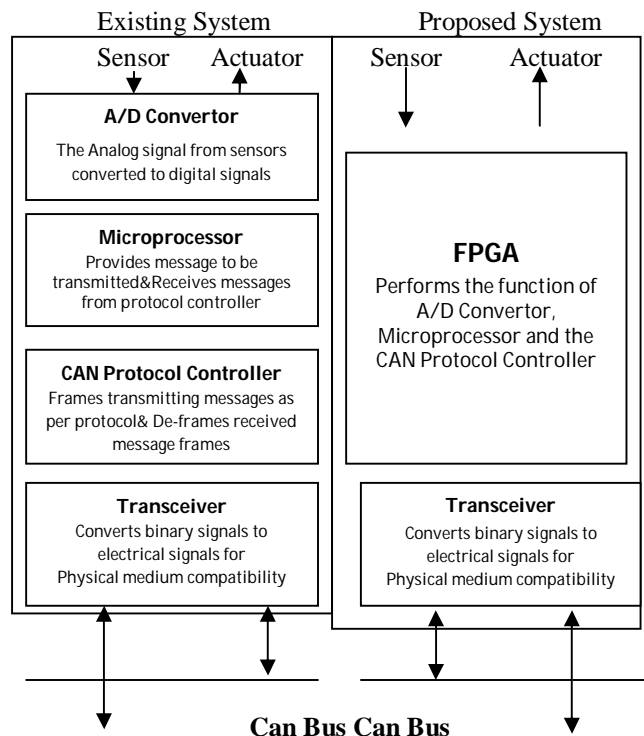 Existing System
Sensor Actuator
A/D Convertor
The Analog signal from sensors
converted to digital signals
Microprocessor
Provides message to be
transmitted&Receives messages
from protocol controller
CAN Protocol Controller
Frames transmitting messages as
per protocol& De-frames received
message frames
Transceiver
Converts binary signals to
electrical signals for
Physical medium compatibility
Proposed System
Sensor Actuator
FPGA
Performs the function of
A/D Convertor,
Microprocessor and the
CAN Protocol Controller
Transceiver
Converts binary signals to
electrical signals for
Physical medium compatibility
Can Bus Can Bus